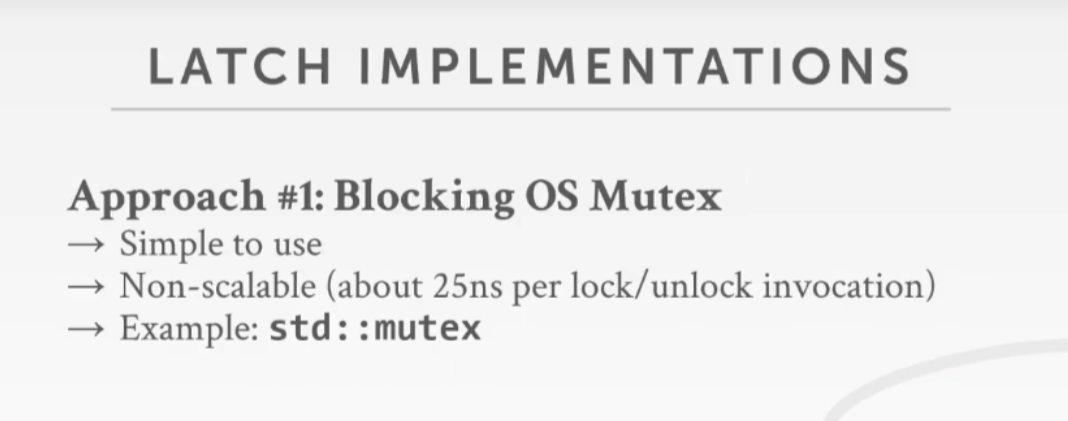 LATCH IMPLEMENTATIONS
Approach #1: Blocking OS Mutex
→ Simple to use
→ Non-scalable (about 25ns per lock/unlock invocation)
→ Example: std::mutex